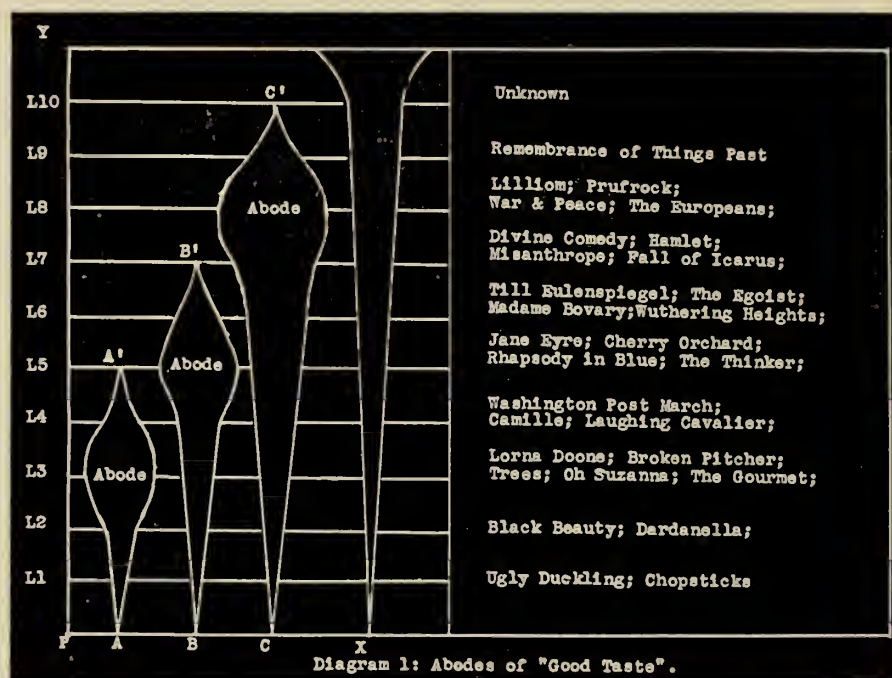 Y
C'
L10
Unknown
L9
Remembrance of Things Past
Lilliom; Prufrock;
L8
Abode
War & Peace; The Europeans;
B'
Divine Comedy; Hamlet;
L7
Misanthrope; Fall of Icarus;
Till Eulenspiegel; The Egoist;
L6
Madame Bovary;Wuthering Heights;
A'
Jane Eyre; Cherry Orchard;
L5
Abode
Rhapsody in Blue; The Thinker;
Washington Post March;
L4
Camille; Laughing Cavalier;
Lorna Doone; Broken Pitcher;
L3
Abode
Trees; Oh Suzanna; The Gourmet;
L2
Black Beauty; Dardanella;
L1
Ugly Duckling; Chopsticks
A
B
C
X
Diagram 1: Abodes of "Good Taste".